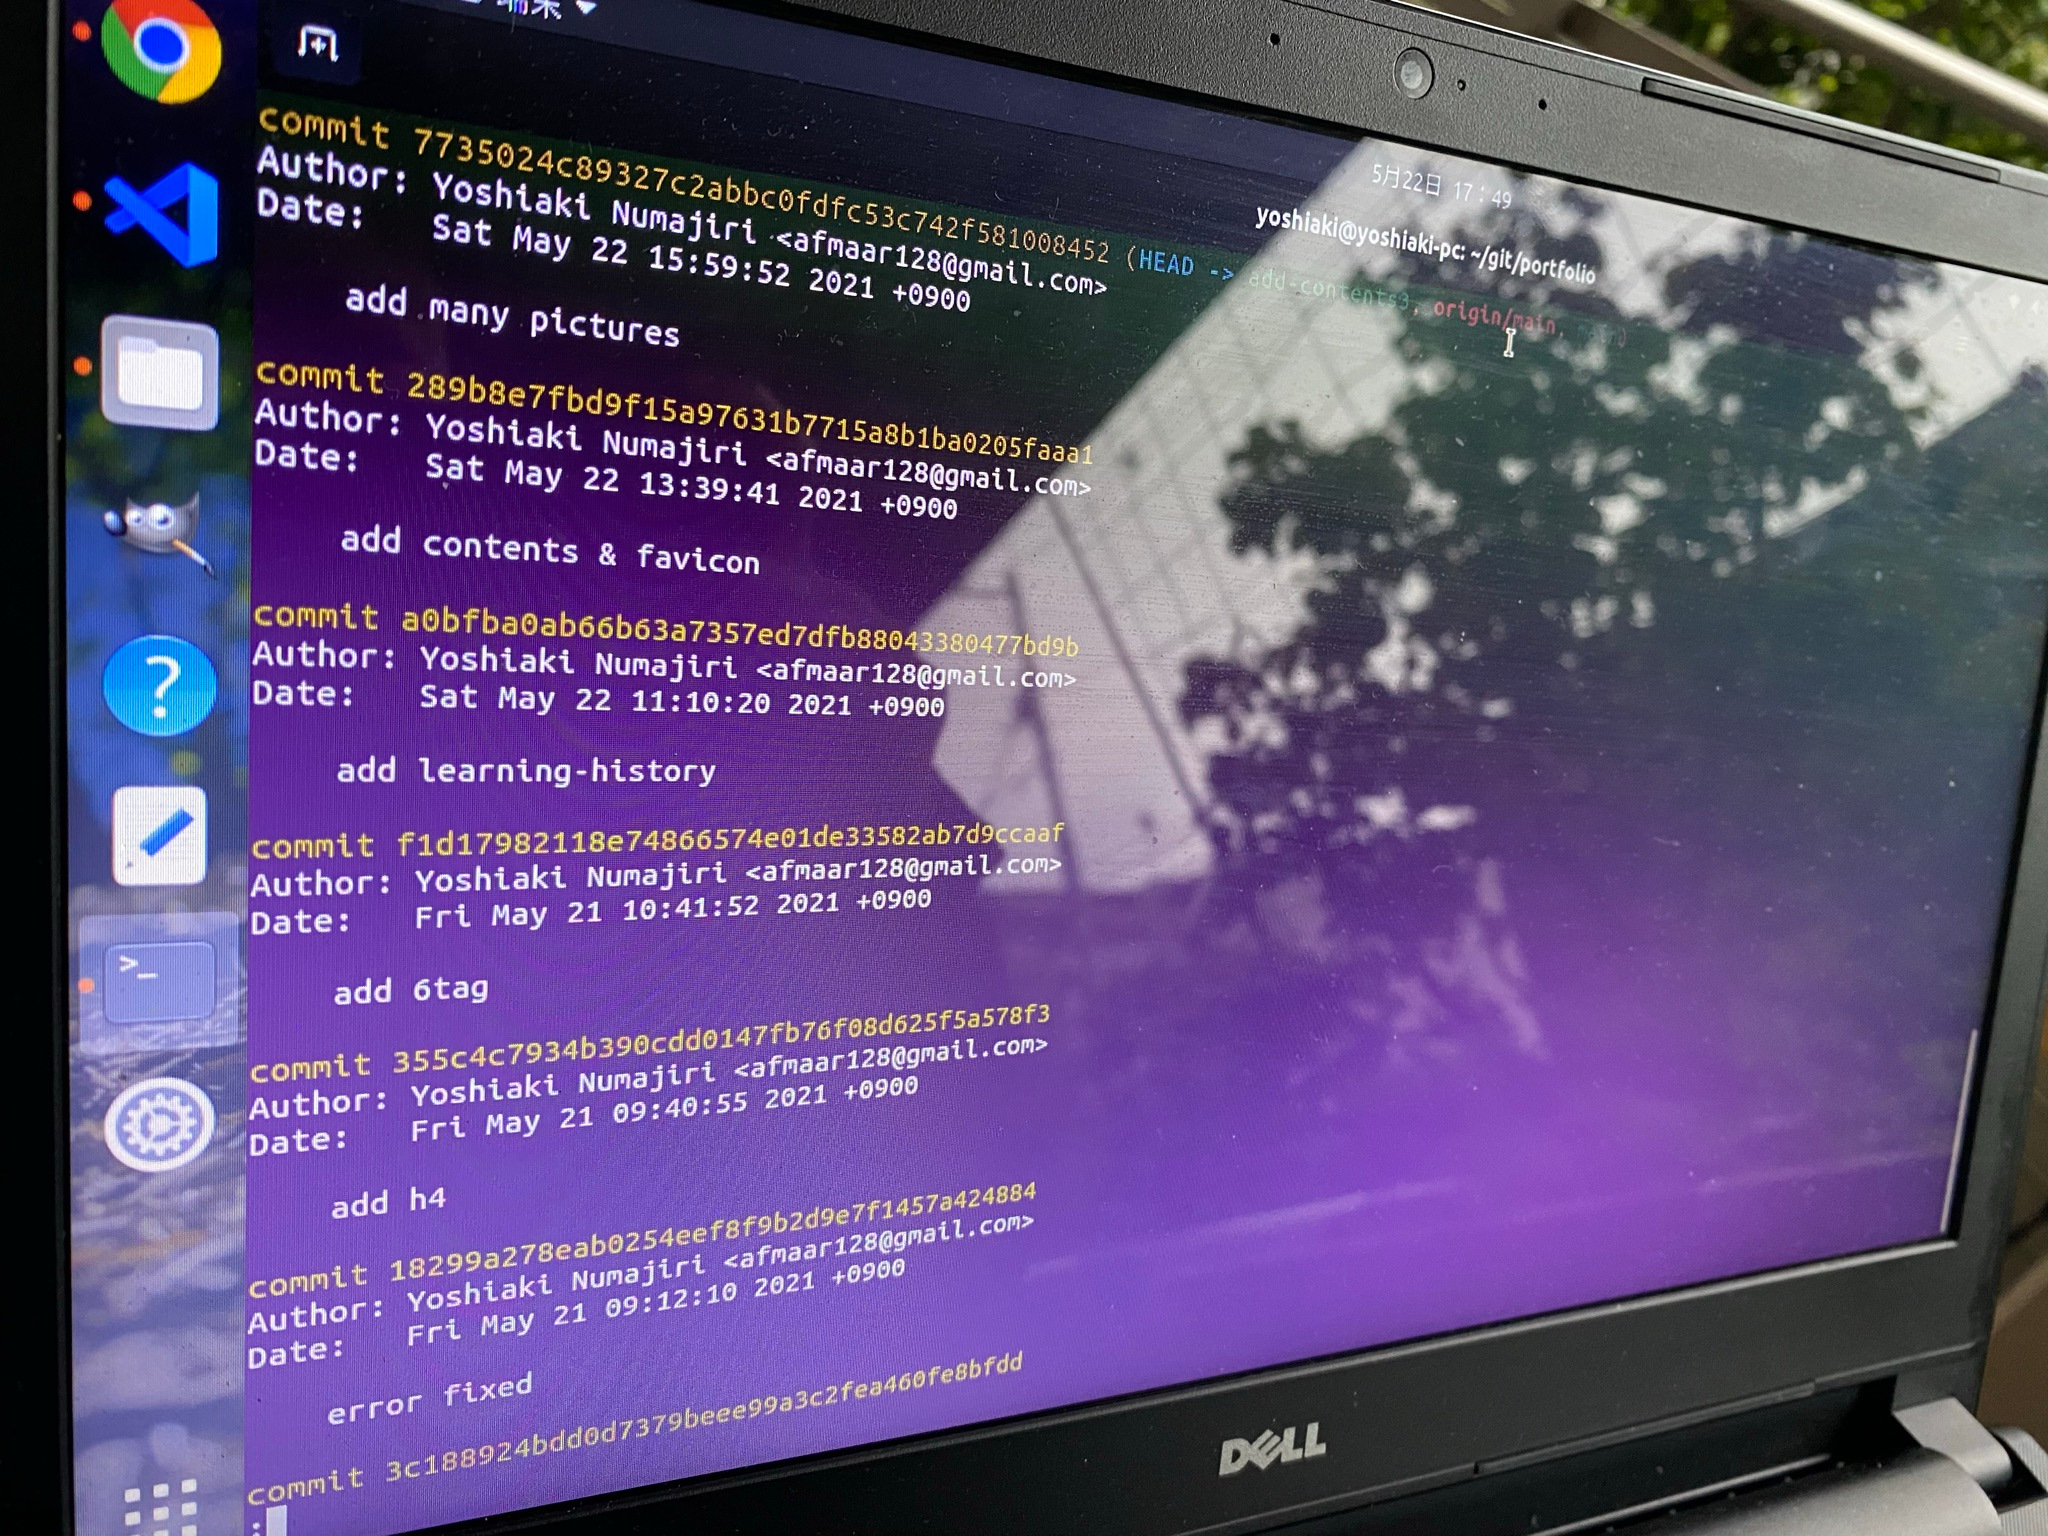 端末
5月22日 17:49
yoshiaki@yoshiaki-pc: ~/git/portfolio
commit 7735024c89327c2abbc0fdfc53c742f581008452 (HEAD -> add-contents3, origin/main,
Author: Yoshiaki Numajiri <afmaar128@gmail.com>
Date: Sat May 22 15:59:52 2021 +0900
add many pictures
commit 289b8e7fbd9f15a97631b7715a8b1ba0205faaa1
Author: Yoshiaki Numajiri <afmaar128@gmail.com>
Date: Sat May 22 13:39:41 2021 +0900
add contents & favicon
commit a0bfba0ab66b63a7357ed7dfb88043380477bd9b
Author: Yoshiaki Numajiri <afmaar128@gmail.com>
Date: Sat May 22 11:10:20 2021 +0900
add learning-history
commit f1d17982118e74866574e01de33582ab7d9ccaaf
Author: Yoshiaki Numajiri <afmaar128@gmail.com>
Date: Fri May 21 10:41:52 2021 +0900
add 6tag
commit 355c4c7934b390cdd0147fb76f08d625f5a578f3
Author: Yoshiaki Numajiri <afmaar128@gmail.com>
Date: Fri May 21 09:40:55 2021 +0900
add h4
commit 18299a278eab0254eef8f9b2d9e7f1457a424884
Author: Yoshiaki Numajiri <afmaar128@gmail.com>
Date: Fri May 21 09:12:10 2021 +0900
error fixed
commit 3c188924bdd0d7379beee99a3c2fea460fe8bfdd
:
DELL